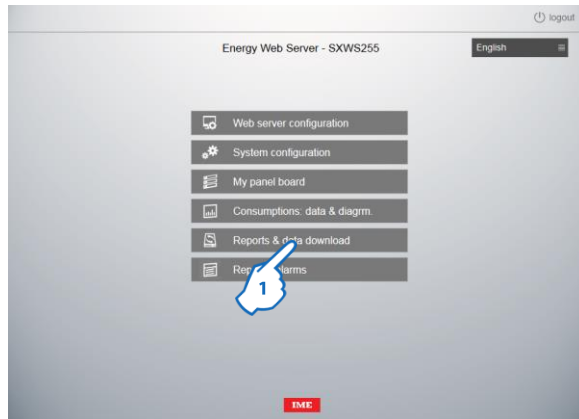 logout
Energy Web Server - SXWS255
English
Web server configuration
System configuration
My panel board
Consumptions: data & diagrm.
Reports & data download
1
IME